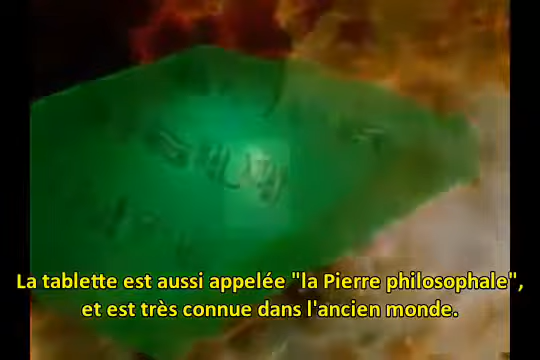 La tablette est aussi appelée "la Pierre philosophale",
et est très connue dans l'ancien monde.